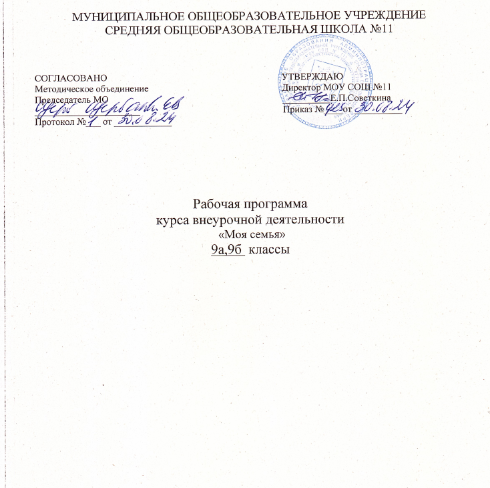 МУНИЦИПАЛЬНОЕ ОБЩЕОБРАЗОВАТЕЛЬНОЕ УЧРЕЖДЕНИЕ
СРЕДНЯЯ ОБЩЕОБРАЗОВАТЕЛЬНАЯ ШКОЛА №11
СОГЛАСОВАНО
Методическое объединение
Председатель МО
Протокол № 1 от 30.08.24
УТВЕРЖДАЮ
Директор МОУ СОШ №11
Е.П.Советкина
Приказ № от 30.08.24
Рабочая программа
курса внеурочной деятельности
«Моя семья»
9а,9б классы